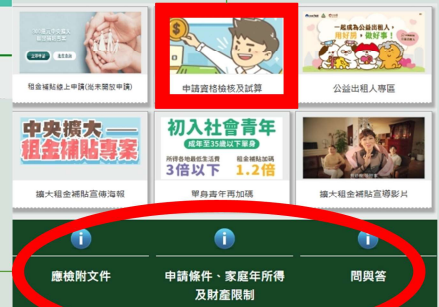 租金補貼線上申請(尚未開放申請)
申請資格檢核及試算
一起成為公益出租人，
用好房，做好事！
公益出租人專區
中央擴大
租金補貼專案
擴大租金補貼宣傳海報
初入社會青年
成年至35歲以下單身
所得各地最低生活費
3倍以下
租金補貼加碼
1.2倍
單身青年再加碼
擴大租金補貼宣導影片
應檢附文件
申請條件、家庭年所得
及財產限制
問與答